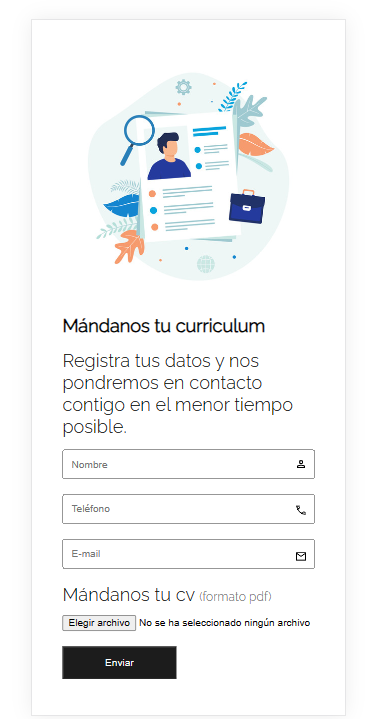 Mándanos tu curriculum
Registra tus datos y nos
pondremos en contacto
contigo en el menor tiempo
posible.
Nombre
Teléfono
E-mail
Mándanos tu cv (formato pdf)
Elegir archivo No se ha seleccionado ningún archivo
Enviar